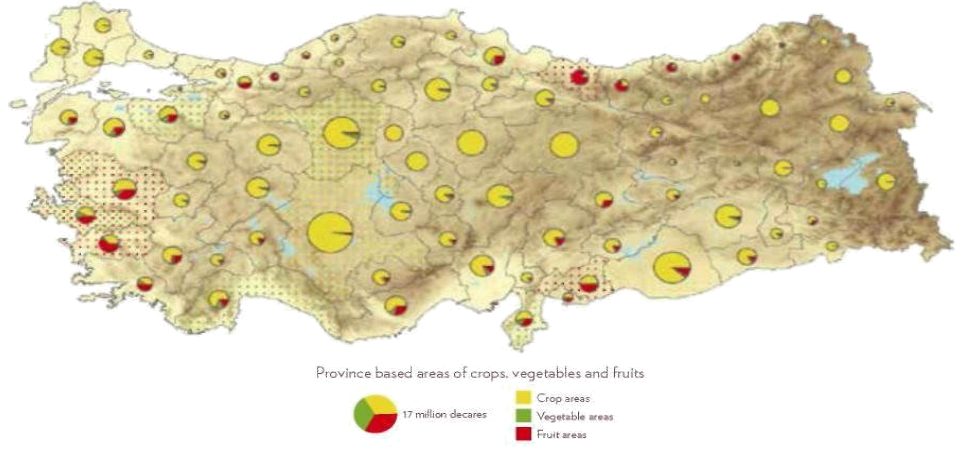 Province based areas of crops, vegetables and fruits
17 million decares
Crop areas
Vegetable areas
Fruit areas